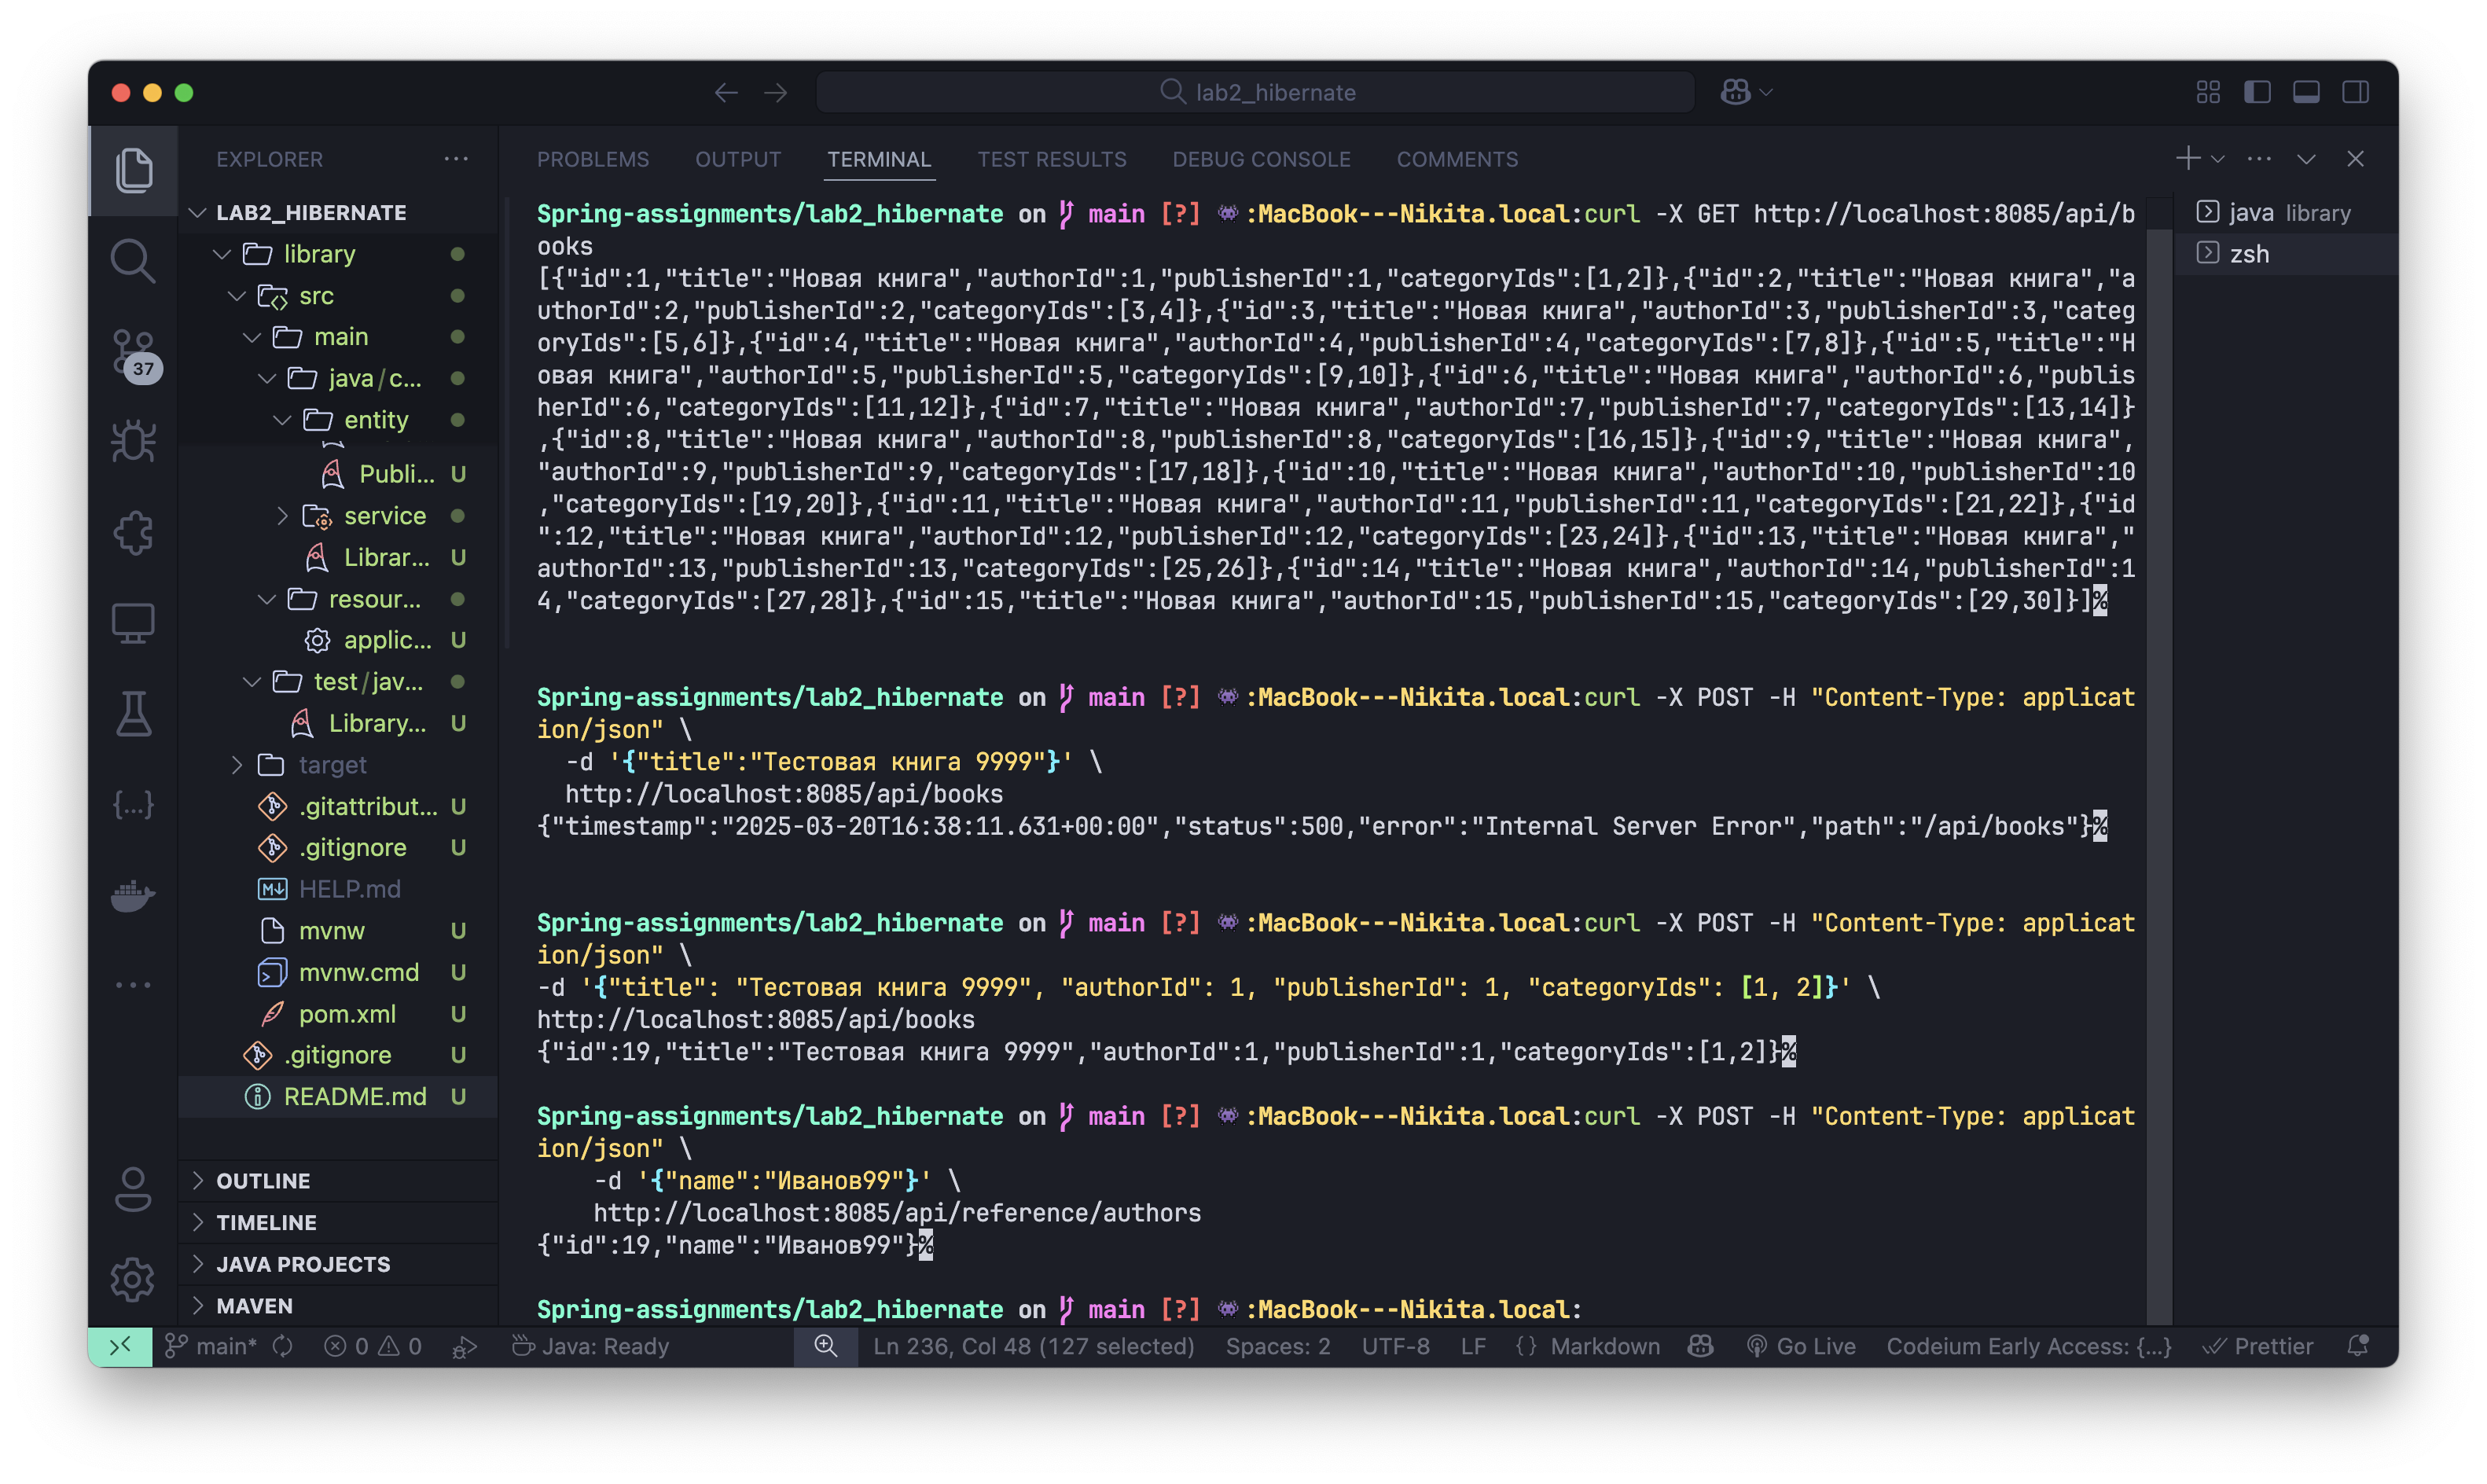 lab2_hibernate
EXPLORER
LAB2_HIBERNATE
library
src
main
java/c...
entity
Publi... U
service
Librar... U
resour...
applic... U
test/jav...
Library... U
target
.gitattribut... U
.gitignore U
HELP.md
mvnw U
mvnw.cmd U
pom.xml U
.gitignore U
README.md U
OUTLINE
TIMELINE
JAVA PROJECTS
MAVEN
37
PROBLEMS OUTPUT TERMINAL TEST RESULTS DEBUG CONSOLE COMMENTS
Spring-assignments/lab2_hibernate on main [?] :MacBook---Nikita.local:curl -X GET http://localhost:8085/api/b
ooks
[{"id":1,"title":"Новая книга","authorId":1,"publisherId":1,"categoryIds":[1,2]},{"id":2,"title":"Новая книга","a
uthorId":2,"publisherId":2,"categoryIds":[3,4]},{"id":3,"title":"Новая книга","authorId":3,"publisherId":3,"categ
oryIds":[5,6]},{"id":4,"title":"Новая книга","authorId":4,"publisherId":4,"categoryIds":[7,8]},{"id":5,"title":"Н
овая книга","authorId":5,"publisherId":5,"categoryIds":[9,10]},{"id":6,"title":"Новая книга","authorId":6,"publis
herId":6,"categoryIds":[11,12]},{"id":7,"title":"Новая книга","authorId":7,"publisherId":7,"categoryIds":[13,14]}
,{"id":8,"title":"Новая книга","authorId":8,"publisherId":8,"categoryIds":[16,15]},{"id":9,"title":"Новая книга",
"authorId":9,"publisherId":9,"categoryIds":[17,18]},{"id":10,"title":"Новая книга","authorId":10,"publisherId":10
,"categoryIds":[19,20]},{"id":11,"title":"Новая книга","authorId":11,"publisherId":11,"categoryIds":[21,22]},{"id
":12,"title":"Новая книга","authorId":12,"publisherId":12,"categoryIds":[23,24]},{"id":13,"title":"Новая книга","
authorId":13,"publisherId":13,"categoryIds":[25,26]},{"id":14,"title":"Новая книга","authorId":14,"publisherId":1
4,"categoryIds":[27,28]},{"id":15,"title":"Новая книга","authorId":15,"publisherId":15,"categoryIds":[29,30]}]%
Spring-assignments/lab2_hibernate on main [?] :MacBook---Nikita.local:curl -X POST -H "Content-Type: applicat
ion/json" \
-d '{"title":"Тестовая книга 9999"}' \
http://localhost:8085/api/books
{"timestamp":"2025-03-20T16:38:11.631+00:00","status":500,"error":"Internal Server Error","path":"/api/books"}%
Spring-assignments/lab2_hibernate on main [?] :MacBook---Nikita.local:curl -X POST -H "Content-Type: applicat
ion/json" \
-d '{"title": "Тестовая книга 9999", "authorId": 1, "publisherId": 1, "categoryIds": [1, 2]}' \
http://localhost:8085/api/books
{"id":19,"title":"Тестовая книга 9999","authorId":1,"publisherId":1,"categoryIds":[1,2]}%
Spring-assignments/lab2_hibernate on main [?] :MacBook---Nikita.local:curl -X POST -H "Content-Type: applicat
ion/json" \
-d '{"name":"Иванов99"}' \
http://localhost:8085/api/reference/authors
{"id":19,"name":"Иванов99"}%
Spring-assignments/lab2_hibernate on main [?] :MacBook---Nikita.local:
java library
zsh
main* 0 0 Java: Ready Ln 236, Col 48 (127 selected) Spaces: 2 UTF-8 LF {} Markdown Go Live Codeium Early Access: {...} Prettier